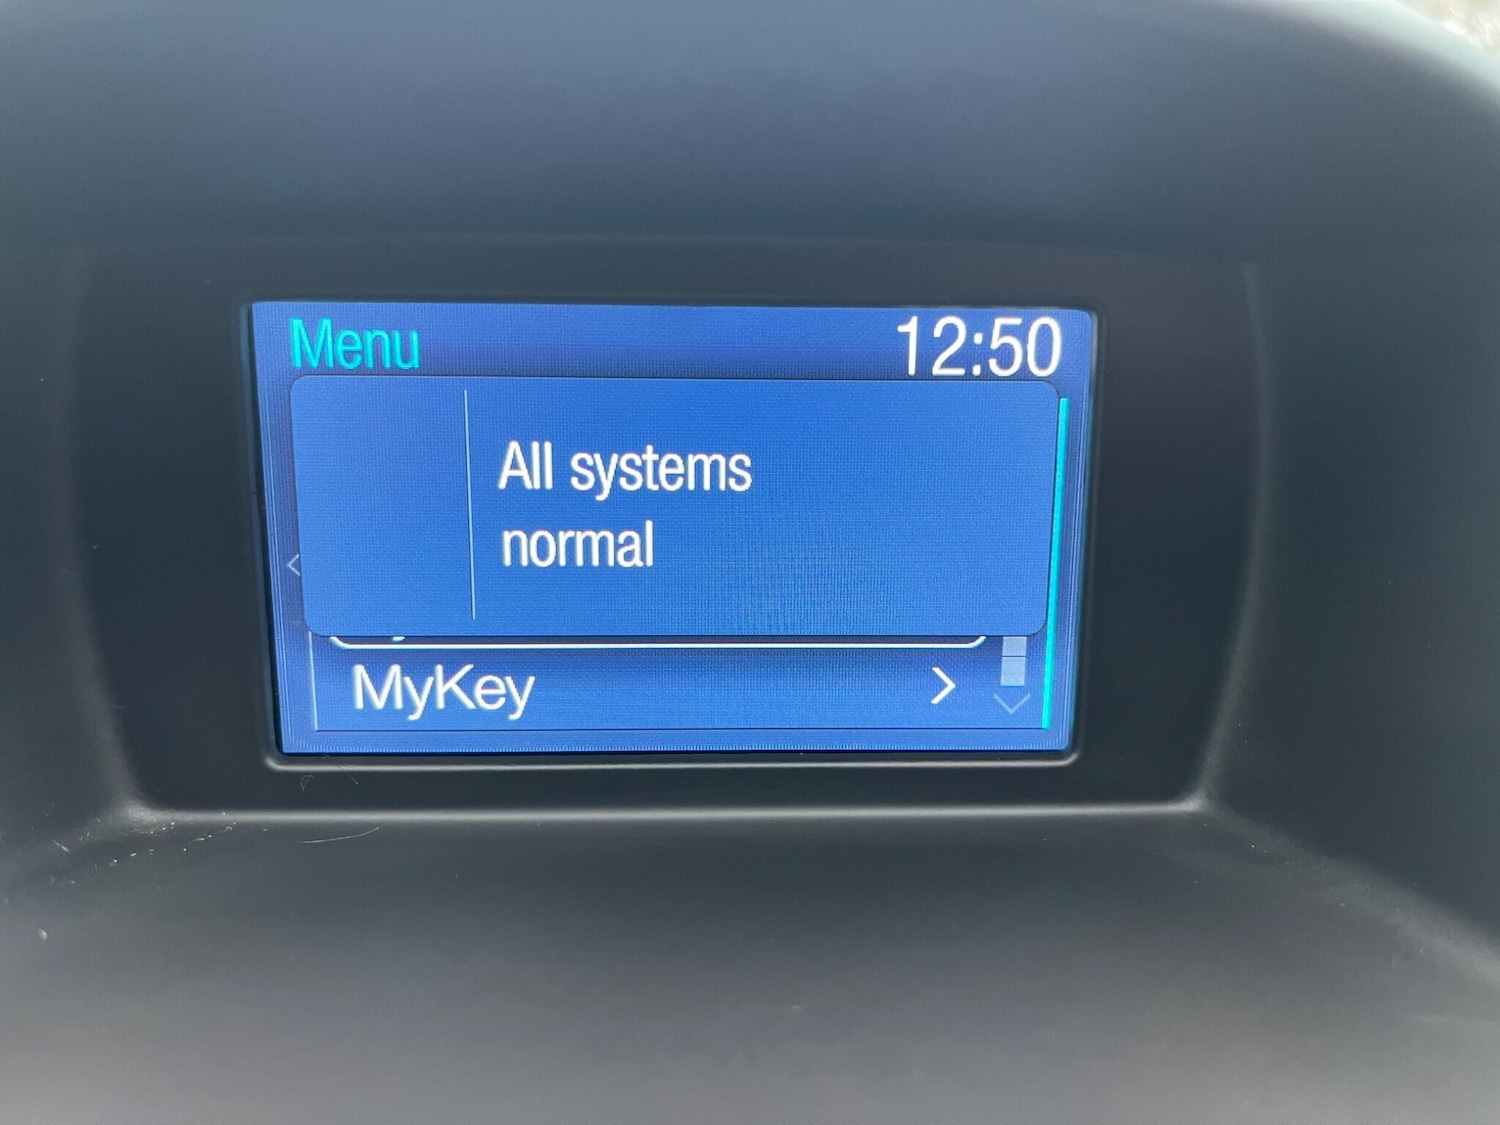 Menu 12:50
All systems
normal
MyKey